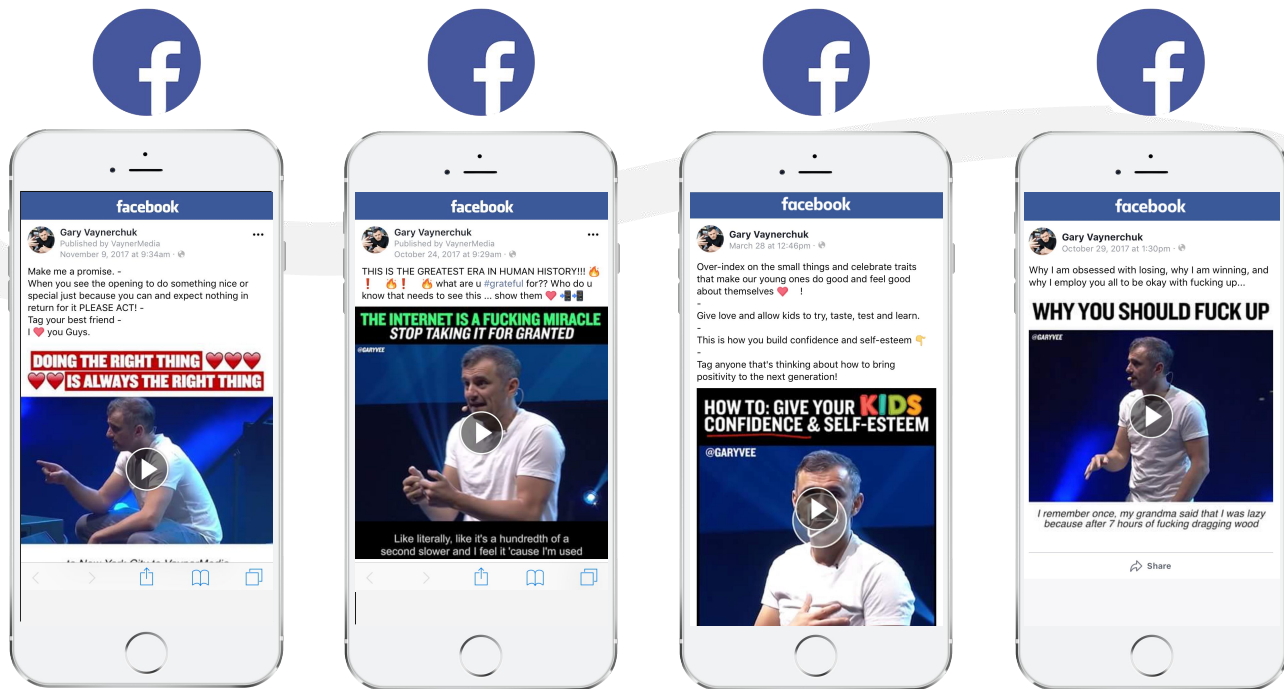 facebook
Gary Vaynerchuk
Published by VaynerMedia
November 9, 2017 at 9:34am ·
Make me a promise. -
When you see the opening to do something nice or
special just because you can and expect nothing in
return for it PLEASE ACT! -
Tag your best friend -
I ❤️ you Guys.
DOING THE RIGHT THING ❤️❤️❤️
❤️❤️ IS ALWAYS THE RIGHT THING
to New York City to VaynerMedia
facebook
Gary Vaynerchuk
Published by VaynerMedia
October 24, 2017 at 9:29am ·
THIS IS THE GREATEST ERA IN HUMAN HISTORY!!! 🔥
❗ 🔥❗ 🔥 what are u #grateful for?? Who do u
know that needs to see this ... show them ❤️ 📲📲
THE INTERNET IS A FUCKING MIRACLE
STOP TAKING IT FOR GRANTED
@GARYVEE
Like literally, like it's a hundredth of a
second slower and I feel it 'cause I'm used
facebook
Gary Vaynerchuk
March 28 at 12:46pm ·
Over-index on the small things and celebrate traits
that make our young ones do good and feel good
about themselves ❤️ !
-
Give love and allow kids to try, taste, test and learn.
-
This is how you build confidence and self-esteem 👇
-
Tag anyone that's thinking about how to bring
positivity to the next generation!
HOW TO: GIVE YOUR KIDS
CONFIDENCE & SELF-ESTEEM
@GARYVEE
facebook
Gary Vaynerchuk
October 29, 2017 at 1:30pm ·
Why I am obsessed with losing, why I am winning, and
why I employ you all to be okay with fucking up...
WHY YOU SHOULD FUCK UP
@GARYVEE
I remember once, my grandma said that I was lazy
because after 7 hours of fucking dragging wood
Share